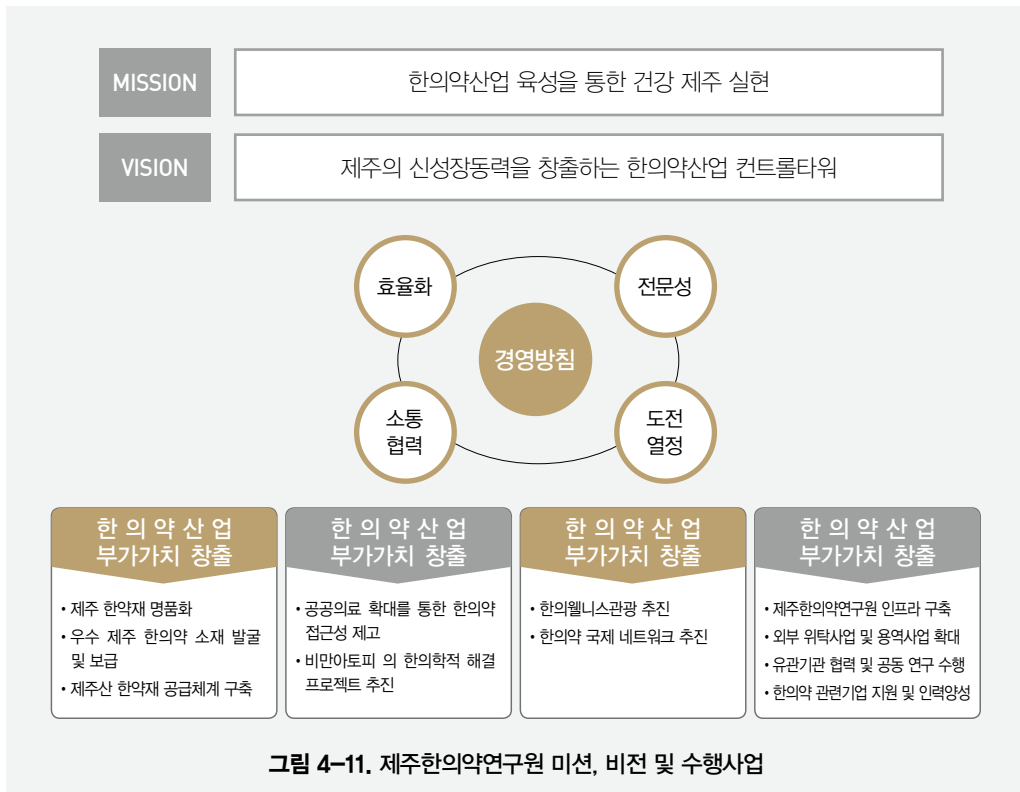 MISSION
한의약산업 육성을 통한 건강 제주 실현
VISION
제주의 신성장동력을 창출하는 한의약산업 컨트롤타워
효율화
전문성
경영방침
소통
협력
도전
열정
한 의 약 산 업
부가가치 창출
• 제주 한약재 명품화
• 우수 제주 한의약 소재 발굴
및 보급
• 제주산 한약재 공급체계 구축
한 의 약 산 업
부가가치 창출
• 공공의료 확대를 통한 한의약
접근성 제고
• 비만아토피 의 한의학적 해결
프로젝트 추진
한 의 약 산 업
부가가치 창출
• 한의웰니스관광 추진
• 한의약 국제 네트워크 추진
한 의 약 산 업
부가가치 창출
• 제주한의약연구원 인프라 구축
• 외부 위탁사업 및 용역사업 확대
• 유관기관 협력 및 공동 연구 수행
• 한의약 관련기업 지원 및 인력양성
그림 4–11. 제주한의약연구원 미션, 비전 및 수행사업